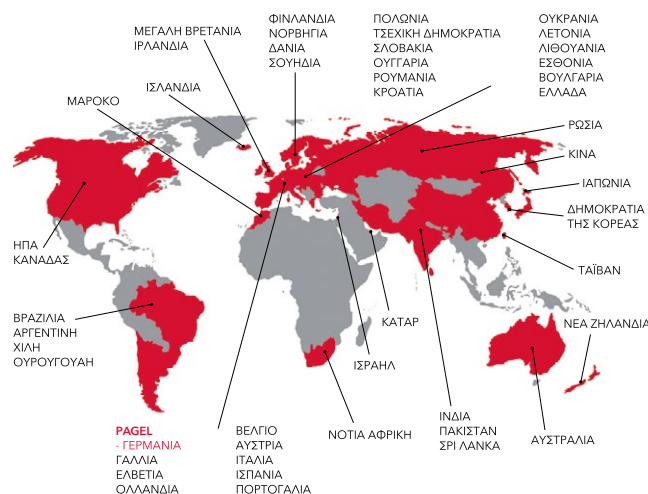 ΜΕΓΑΛΗ ΒΡΕΤΑΝΙΑ
ΙΡΛΑΝΔΙΑ
ΦΙΝΛΑΝΔΙΑ
ΝΟΡΒΗΓΙΑ
ΔΑΝΙΑ
ΣΟΥΗΔΙΑ
ΠΟΛΩΝΙΑ
ΤΣΕΧΙΚΗ ΔΗΜΟΚΡΑΤΙΑ
ΣΛΟΒΑΚΙΑ
ΟΥΓΓΑΡΙΑ
ΡΟΥΜΑΝΙΑ
ΚΡΟΑΤΙΑ
ΟΥΚΡΑΝΙΑ
ΛΕΤΟΝΙΑ
ΛΙΘΟΥΑΝΙΑ
ΕΣΘΟΝΙΑ
ΒΟΥΛΓΑΡΙΑ
ΕΛΛΑΔΑ
ΙΣΛΑΝΔΙΑ
ΜΑΡΟΚΟ
ΡΩΣΙΑ
ΚΙΝΑ
ΙΑΠΩΝΙΑ
ΔΗΜΟΚΡΑΤΙΑ
ΤΗΣ ΚΟΡΕΑΣ
ΤΑΪΒΑΝ
ΗΠΑ
ΚΑΝΑΔΑΣ
ΒΡΑΖΙΛΙΑ
ΑΡΓΕΝΤΙΝΗ
ΧΙΛΗ
ΟΥΡΟΥΓΟΥΑΗ
ΚΑΤΑΡ
ΝΕΑ ΖΗΛΑΝΔΙΑ
ΙΣΡΑΗΛ
PAGEL
- ΓΕΡΜΑΝΙΑ
ΓΑΛΛΙΑ
ΕΛΒΕΤΙΑ
ΟΛΛΑΝΔΙΑ
ΒΕΛΓΙΟ
ΑΥΣΤΡΙΑ
ΙΤΑΛΙΑ
ΙΣΠΑΝΙΑ
ΠΟΡΤΟΓΑΛΙΑ
ΝΟΤΙΑ ΑΦΡΙΚΗ
ΙΝΔΙΑ
ΠΑΚΙΣΤΑΝ
ΣΡΙ ΛΑΝΚΑ
ΑΥΣΤΡΑΛΙΑ